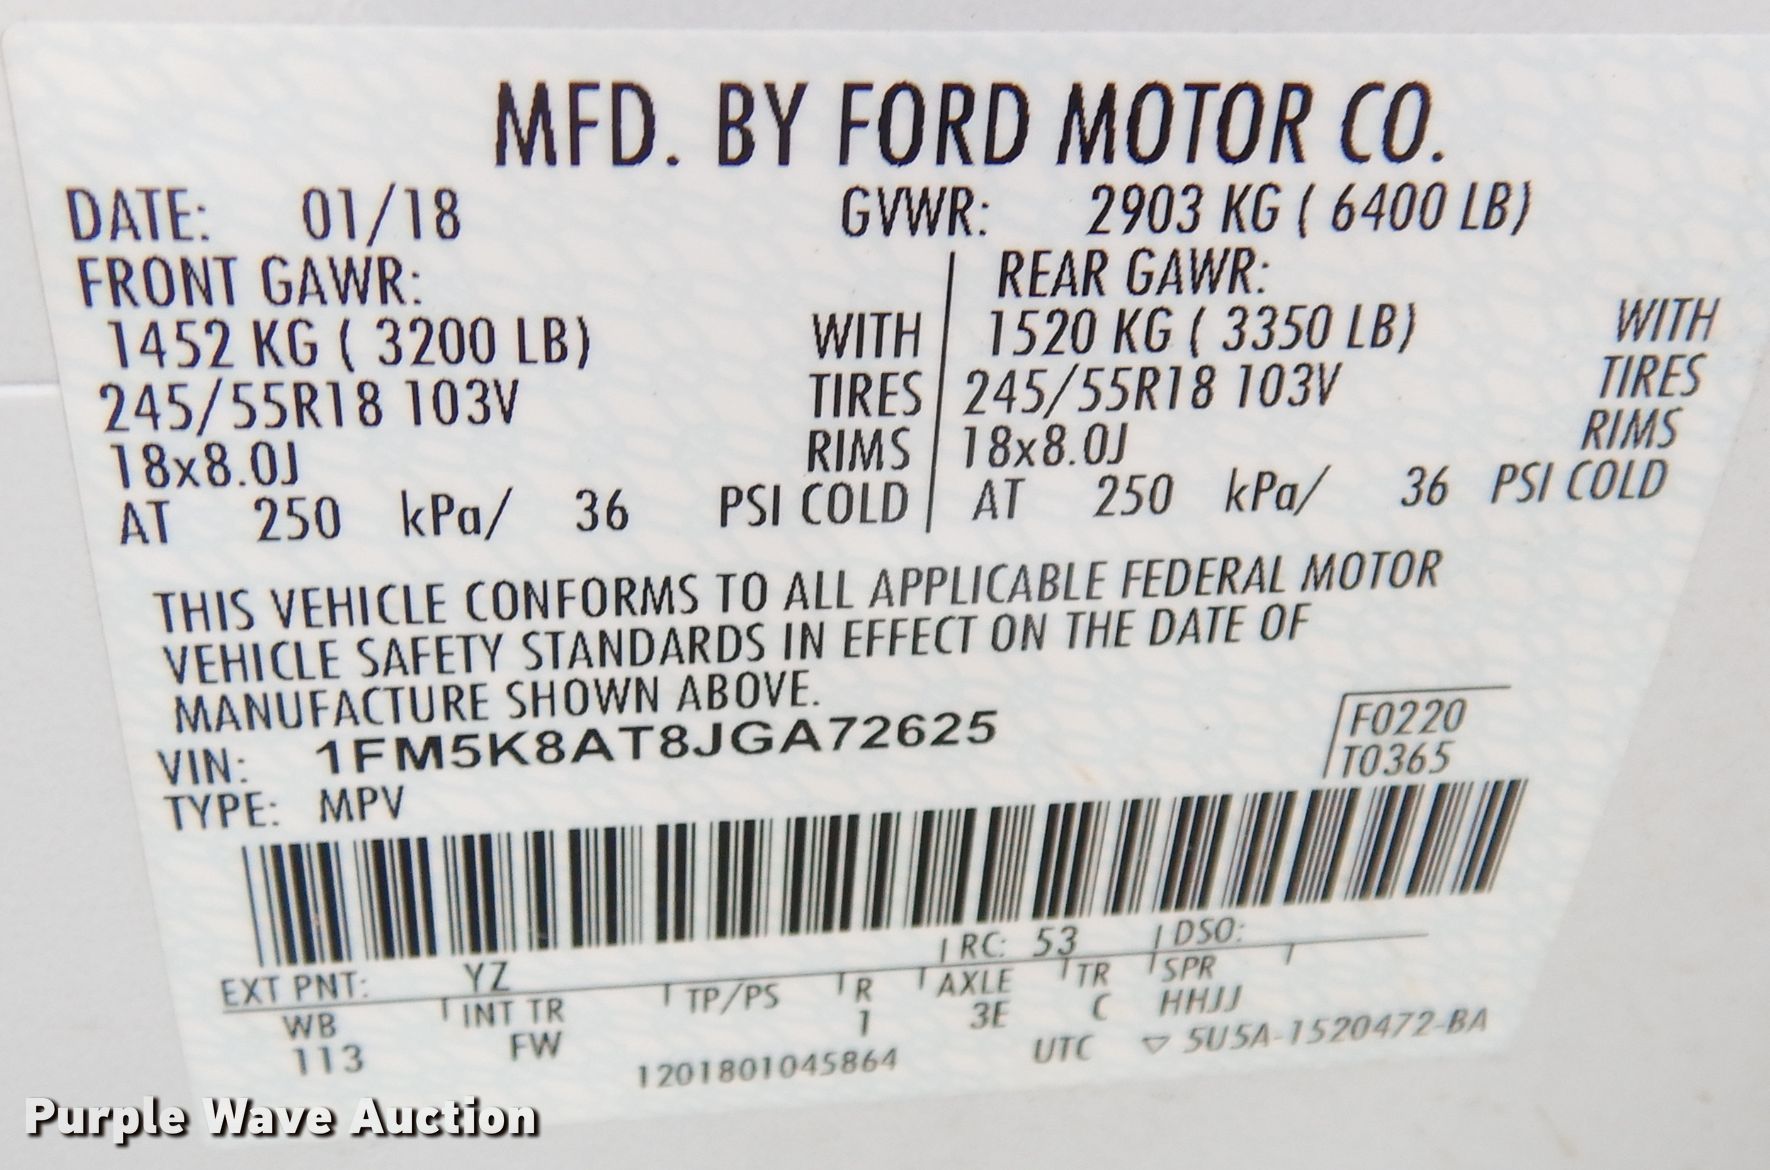 MFD. BY FORD MOTOR CO.
DATE: 01/18 GVWR: 2903 KG ( 6400 LB)
FRONT GAWR: REAR GAWR:
1452 KG ( 3200 LB) WITH 1520 KG ( 3350 LB) WITH
245/55R18 103V TIRES 245/55R18 103V TIRES
18x8.0J RIMS 18x8.0J RIMS
AT 250 kPa/ 36 PSI COLD AT 250 kPa/ 36 PSI COLD
THIS VEHICLE CONFORMS TO ALL APPLICABLE FEDERAL MOTOR
VEHICLE SAFETY STANDARDS IN EFFECT ON THE DATE OF
MANUFACTURE SHOWN ABOVE.
VIN: 1FM5K8AT8JGA72625 F0220
TYPE: MPV T0365
EXT PNT: YZ RC: 53 DSO:
WB INT TR TP/PS R AXLE TR SPR
113 FW 1 3E C HHJJ
1201801045864 UTC ▽ 5U5A-1520472-BA
Purple Wave Auction